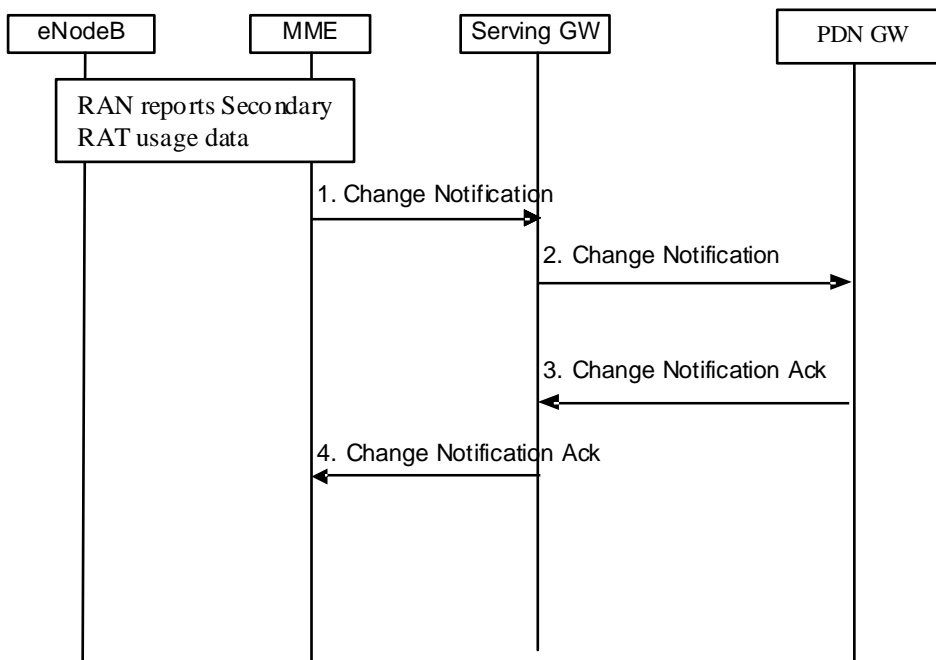 eNodeB
MME
Serving GW
PDN GW
RAN reports Secondary
RAT usage data
1. Change Notification
2. Change Notification
3. Change Notification Ack
4. Change Notification Ack